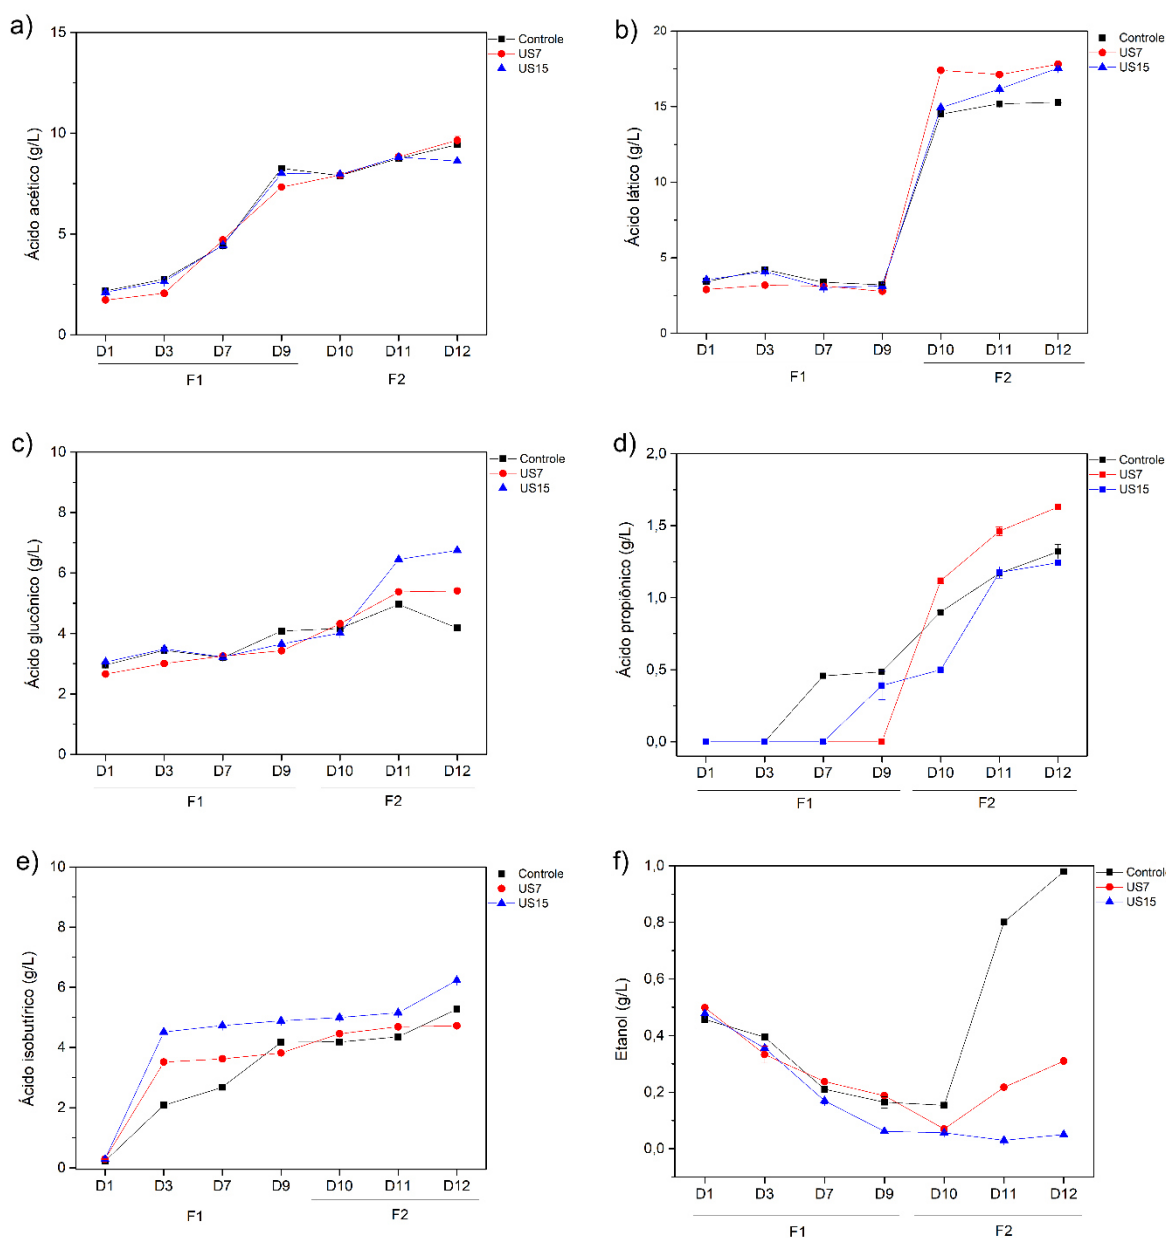 a)
Ácido acético (g/L)
15
10
5
0
D1 D3 D7 D9 D10 D11 D12
F1 F2
Controle
US7
US15
b)
Ácido lático (g/L)
20
15
10
5
0
D1 D3 D7 D9 D10 D11 D12
F1 F2
Controle
US7
US15
c)
Ácido glucônico (g/L)
10
8
6
4
2
0
D1 D3 D7 D9 D10 D11 D12
F1 F2
Controle
US7
US15
d)
Ácido propiônico (g/L)
2,0
1,5
1,0
0,5
0,0
D1 D3 D7 D9 D10 D11 D12
F1 F2
Controle
US7
US15
e)
Ácido isobutírico (g/L)
10
8
6
4
2
0
D1 D3 D7 D9 D10 D11 D12
F1 F2
Controle
US7
US15
f)
Etanol (g/L)
1,0
0,8
0,6
0,4
0,2
0,0
D1 D3 D7 D9 D10 D11 D12
F1 F2
Controle
US7
US15